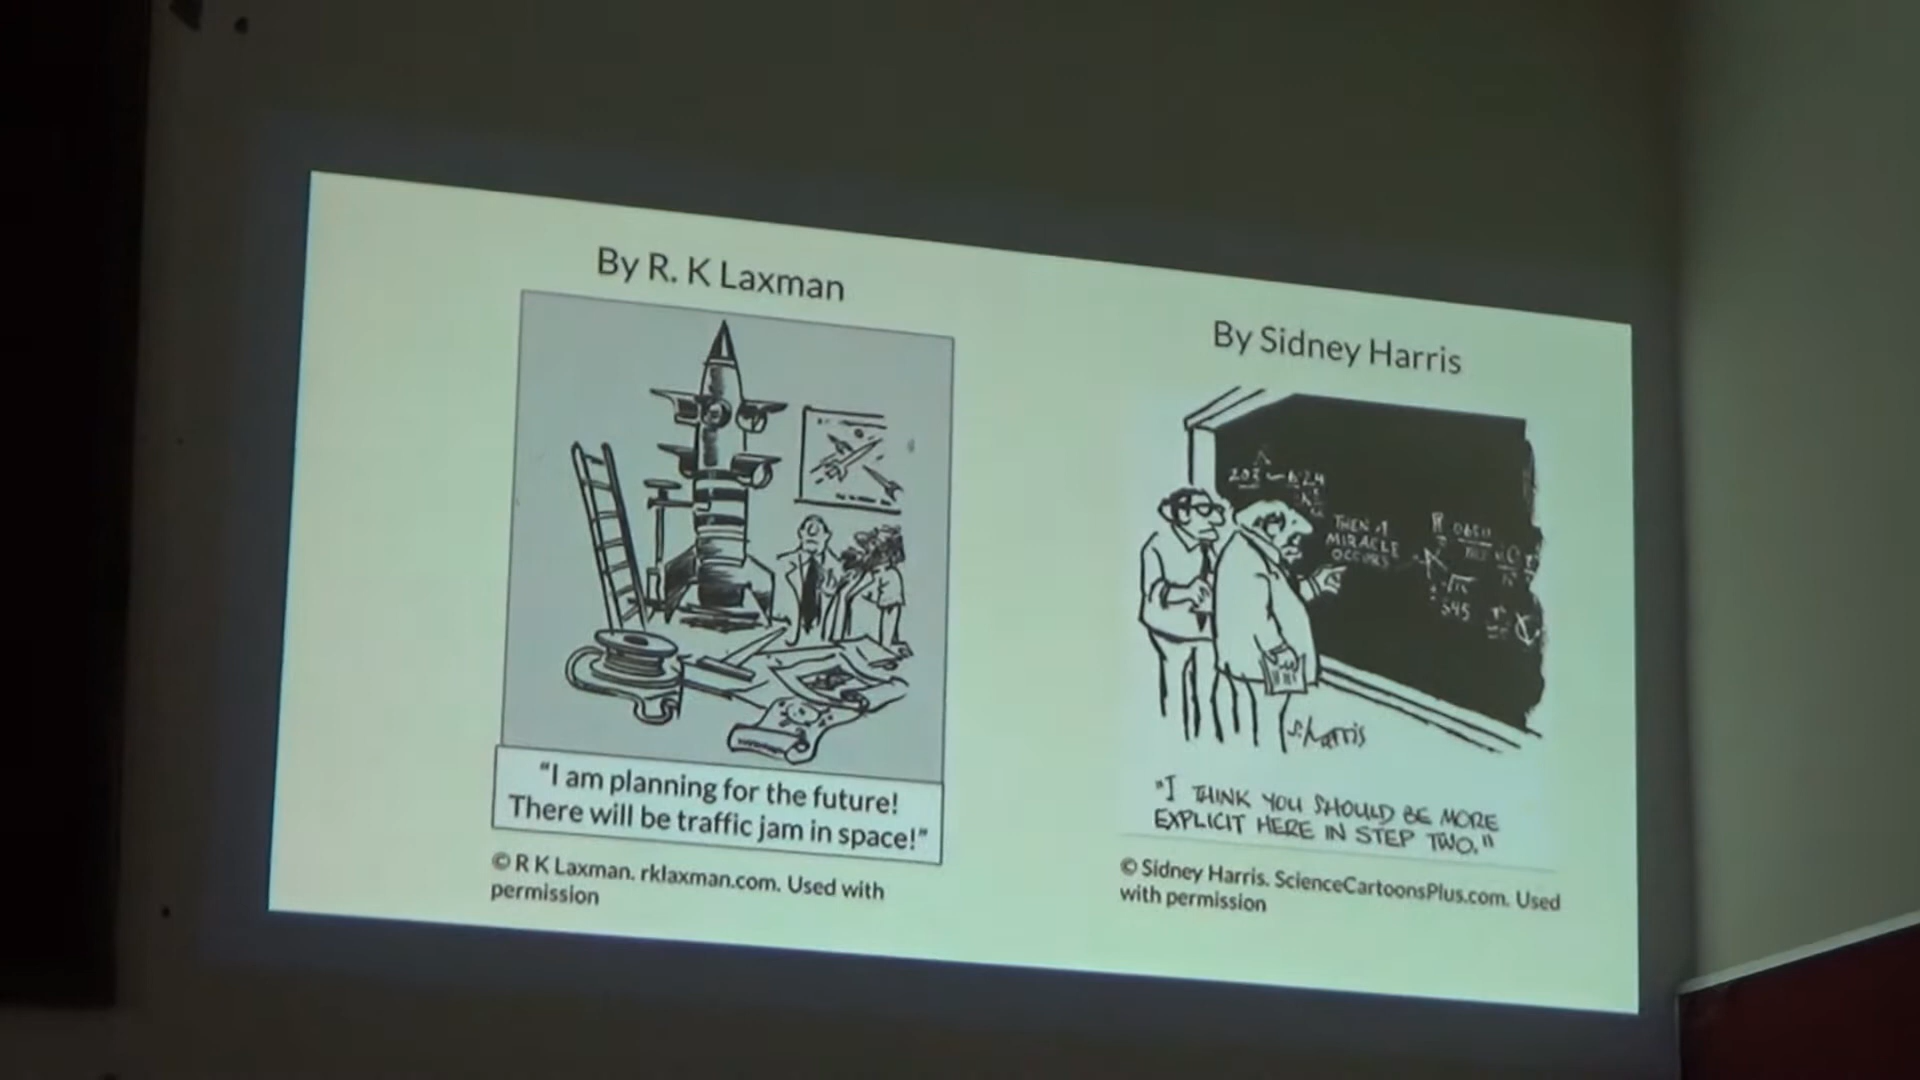 By R. K Laxman
"I am planning for the future!
There will be traffic jam in space!"
© R K Laxman. rklaxman.com. Used with
permission
By Sidney Harris
THEN A
MIRACLE
OCCURS
S. Harris
"I THINK YOU SHOULD BE MORE
EXPLICIT HERE IN STEP TWO."
© Sidney Harris. ScienceCartoonsPlus.com. Used
with permission